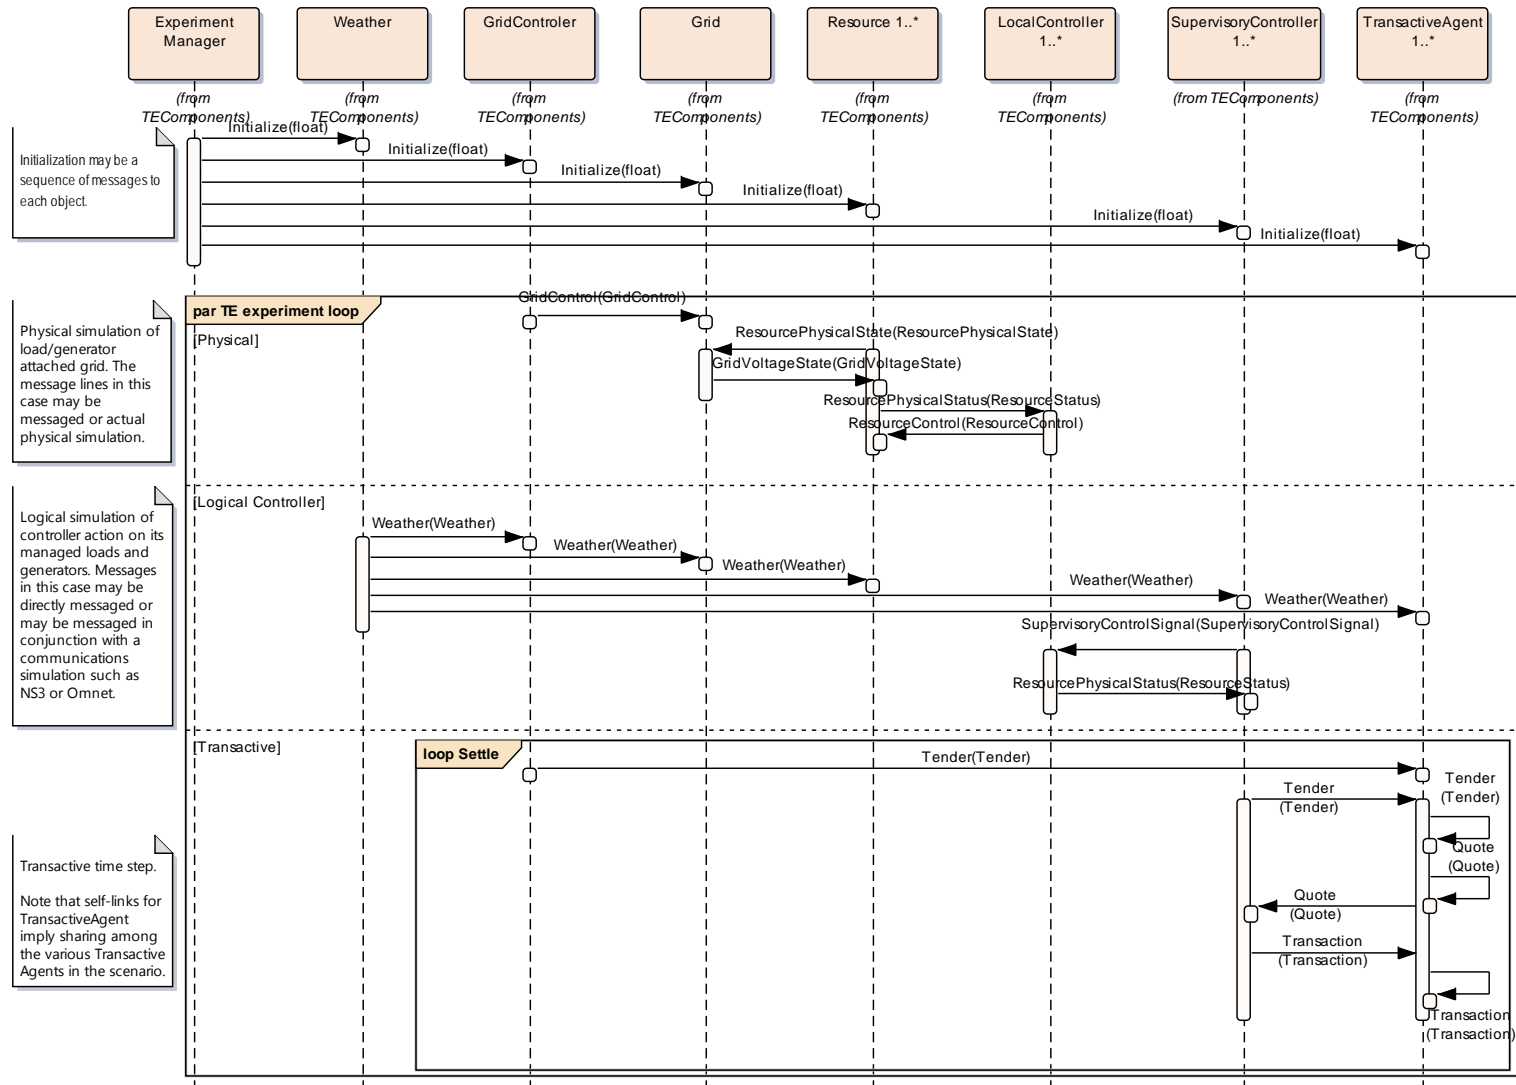 Experiment
Manager
Weather
GridControler
Grid
Resource 1..*
LocalController
1..*
SupervisoryController
1..*
TransactiveAgent
1..*
(from
TEComponents)
(from
TEComponents)
(from
TEComponents)
(from
TEComponents)
(from
TEComponents)
(from
TEComponents)
(from TEComponents)
(from
TEComponents)
Initialization may be a
sequence of messages to
each object.
Initialize(float)
Initialize(float)
Initialize(float)
Initialize(float)
Initialize(float)
Initialize(float)
par TE experiment loop
[Physical]
Physical simulation of
load/generator
attached grid. The
message lines in this
case may be
messaged or actual
physical simulation.
GridControl(GridControl)
ResourcePhysicalState(ResourcePhysicalState)
GridVoltageState(GridVoltageState)
ResourcePhysicalStatus(ResourceStatus)
ResourceControl(ResourceControl)
[Logical Controller]
Logical simulation of
controller action on its
managed loads and
generators. Messages
in this case may be
directly messaged or
may be messaged in
conjunction with a
communications
simulation such as
NS3 or Omnet.
Weather(Weather)
Weather(Weather)
Weather(Weather)
Weather(Weather)
Weather(Weather)
SupervisoryControlSignal(SupervisoryControlSignal)
ResourcePhysicalStatus(ResourceStatus)
[Transactive]
loop Settle
Tender(Tender)
Tender
(Tender)
Tender
(Tender)
Quote
(Quote)
Quote
(Quote)
Transaction
(Transaction)
Transaction
(Transaction)
Transactive time step.
Note that self-links for
TransactiveAgent
imply sharing among
the various Transactive
Agents in the scenario.